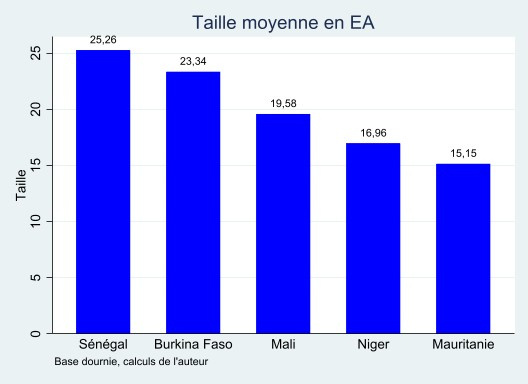 Taille moyenne en EA
Taille
25
20
15
10
5
0
25,26
23,34
19,58
16,96
15,15
Sénégal
Burkina Faso
Mali
Niger
Mauritanie
Base dournie, calculs de l'auteur